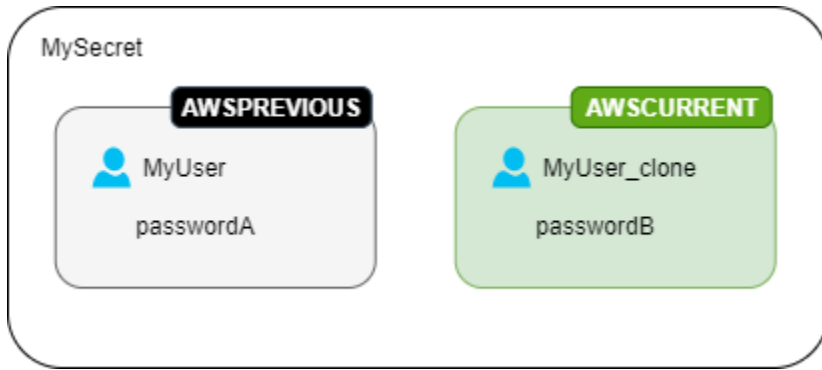 MySecret
AWSPREVIOUS
MyUser
passwordA
AWSCURRENT
MyUser_clone
passwordB